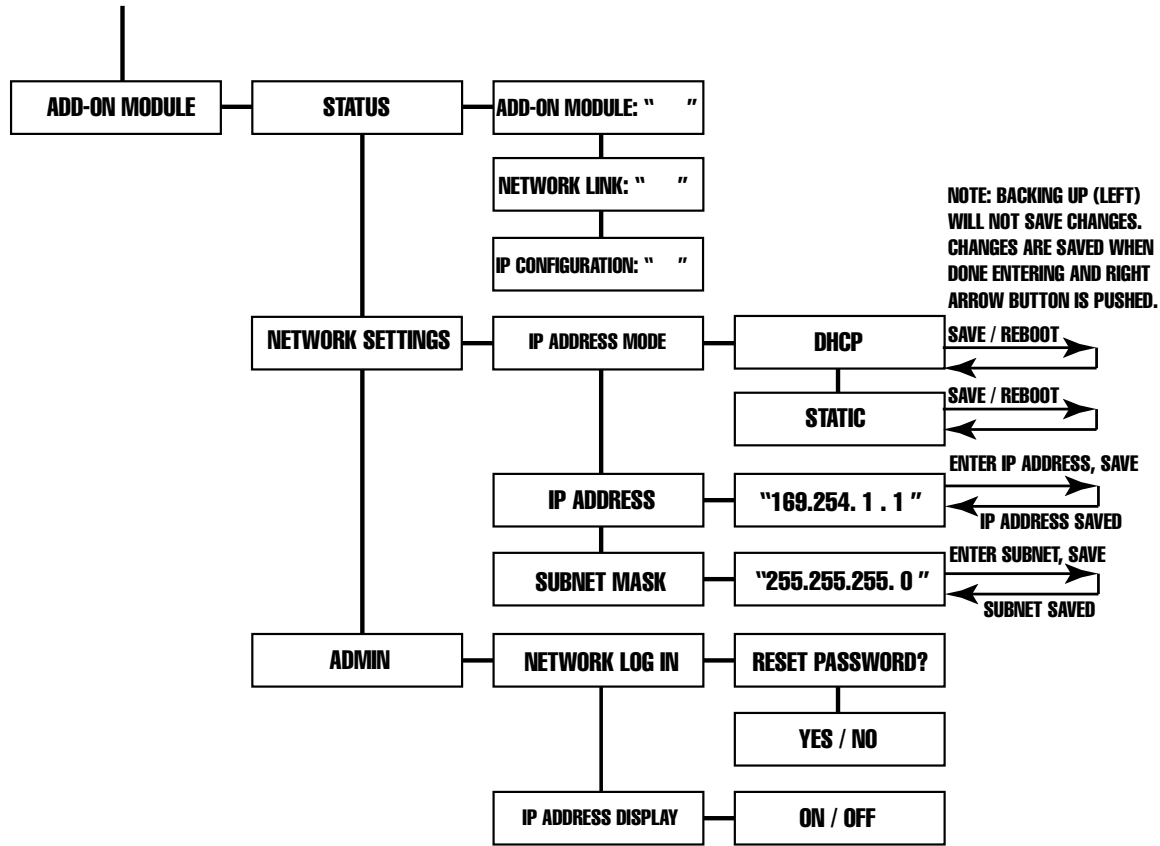 ADD-ON MODULE
STATUS
ADD-ON MODULE: “ ”
NETWORK LINK: “ ”
IP CONFIGURATION: “ ”
NOTE: BACKING UP (LEFT)
WILL NOT SAVE CHANGES.
CHANGES ARE SAVED WHEN
DONE ENTERING AND RIGHT
ARROW BUTTON IS PUSHED.
NETWORK SETTINGS
IP ADDRESS MODE
DHCP
SAVE / REBOOT
STATIC
SAVE / REBOOT
IP ADDRESS
“169.254. 1 . 1 ”
ENTER IP ADDRESS, SAVE
IP ADDRESS SAVED
SUBNET MASK
“255.255.255. 0 ”
ENTER SUBNET, SAVE
SUBNET SAVED
ADMIN
NETWORK LOG IN
RESET PASSWORD?
YES / NO
IP ADDRESS DISPLAY
ON / OFF